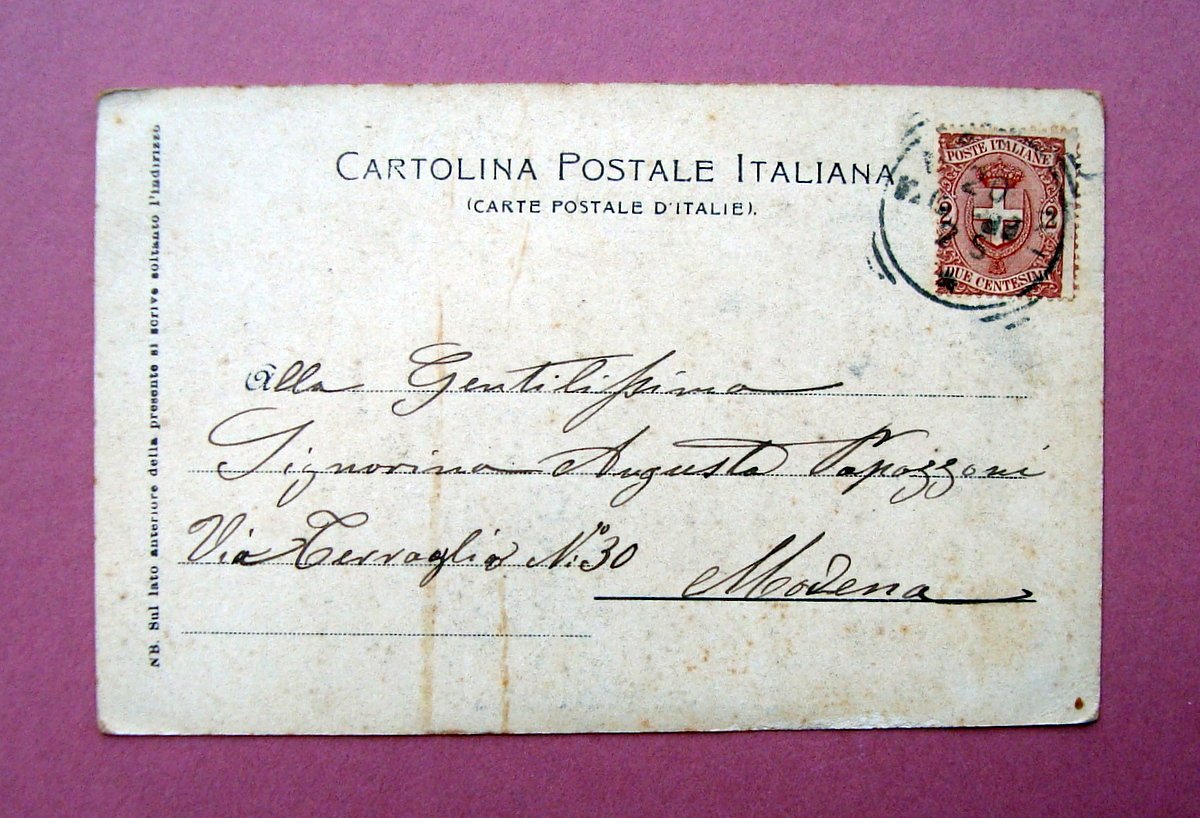 CARTOLINA POSTALE ITALIANA
(CARTE POSTALE D'ITALIE).
POSTE ITALIANE
2 2
DUE CENTESIMI
Alla Gentilissima
Signorina Augusta Papazzoni
Via Terraglio No. 30
Modena
NB. Sul lato anteriore della presente si scrive soltanto l'indirizzo